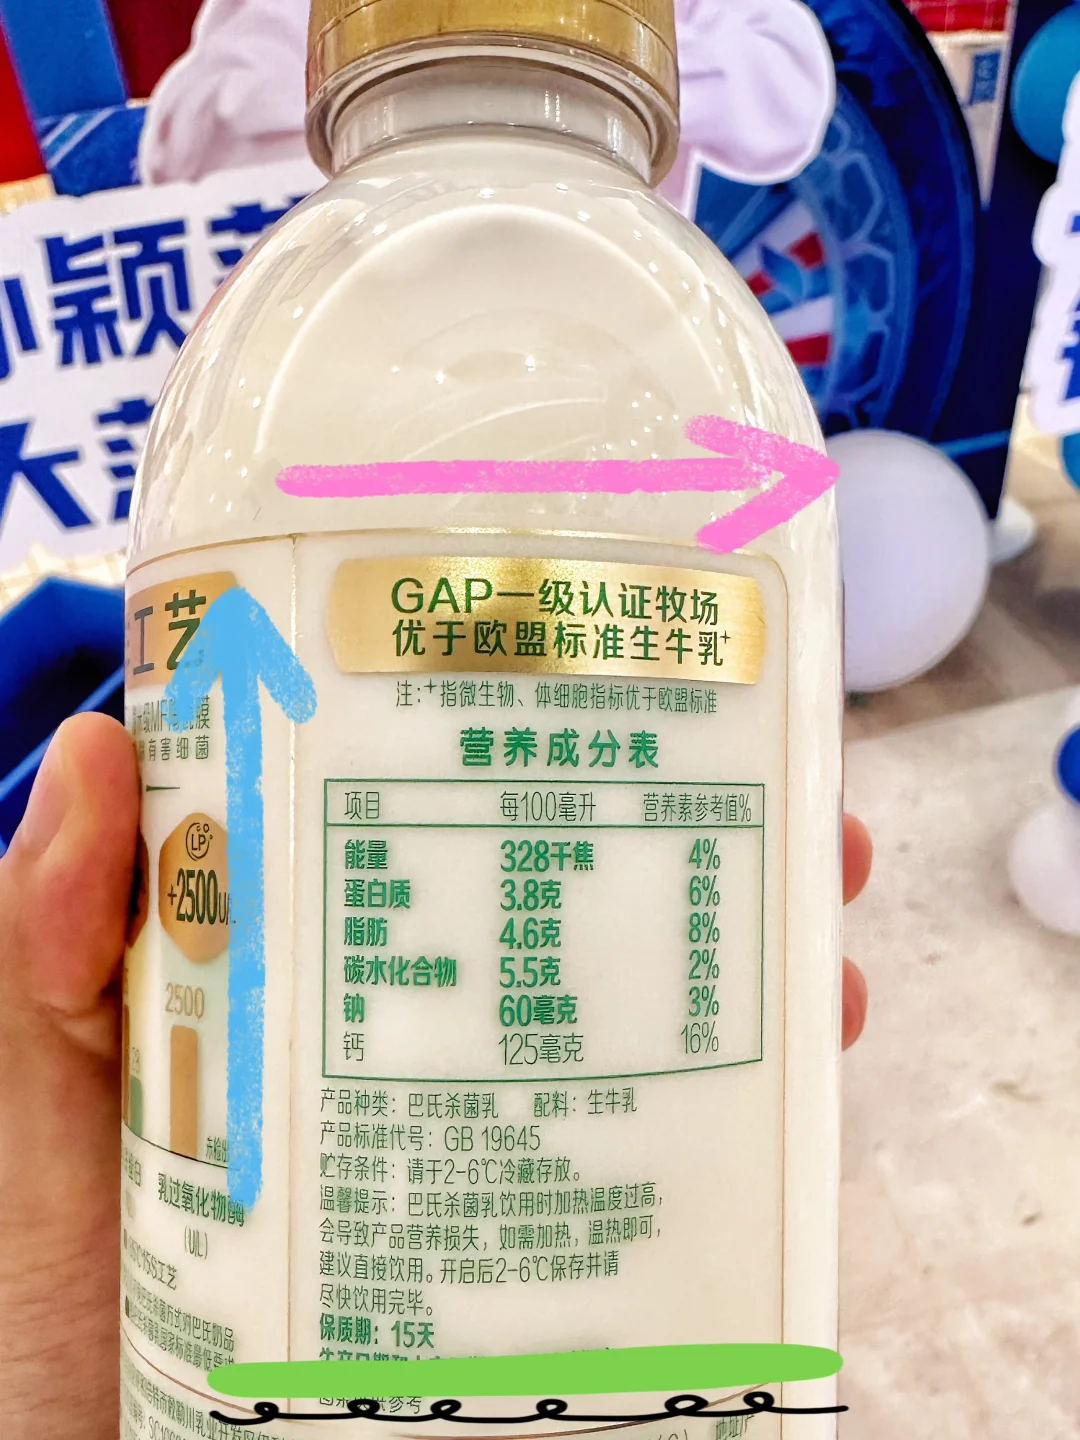 小颖
大
工艺
GAP一级认证牧场
优于欧盟标准生牛乳+
注:+指微生物、体细胞指标优于欧盟标准
营养成分表
项目 每100毫升 营养素参考值%
能量 328千焦 4%
蛋白质 3.8克 6%
脂肪 4.6克 8%
碳水化合物 5.5克 2%
钠 60毫克 3%
钙 125毫克 16%
产品种类：巴氏杀菌乳 配料：生牛乳
产品标准代号：GB 19645
贮存条件：请于2-6℃冷藏存放。
温馨提示：巴氏杀菌乳饮用时加热温度过高，
会导致产品营养损失，如需加热，温热即可，
建议直接饮用。开启后2-6℃保存并请
尽快饮用完毕。
保质期：15天
有害细菌
LP
+2500
2500
乳过氧化物酶
(U/L)